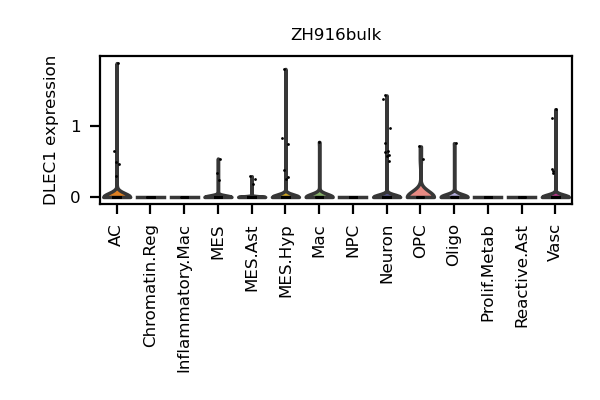 ZH916bulk
DLEC1 expression
1
0
AC
Chromatin.Reg
Inflammatory.Mac
MES
MES.Ast
MES.Hyp
Mac
NPC
Neuron
OPC
Oligo
Prolif.Metab
Reactive.Ast
Vasc